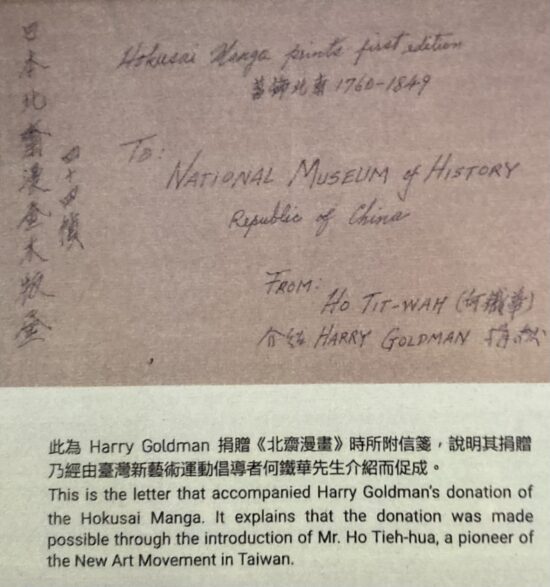 日本北齋漫画木版画
四十四幀
Hokusai Manga prints first edition
葛飾北齋 1760-1849
To:
NATIONAL MUSEUM of HISTORY
Republic of China
FROM:
HO TIT-WAH (何鐵華)
介紹 HARRY GOLDMAN 捐贈
此為 Harry Goldman 捐贈《北齋漫畫》時所附信箋，說明其捐贈
乃經由臺灣新藝術運動倡導者何鐵華先生介紹而促成。
This is the letter that accompanied Harry Goldman's donation of
the Hokusai Manga. It explains that the donation was made
possible through the introduction of Mr. Ho Tieh-hua, a pioneer of
the New Art Movement in Taiwan.